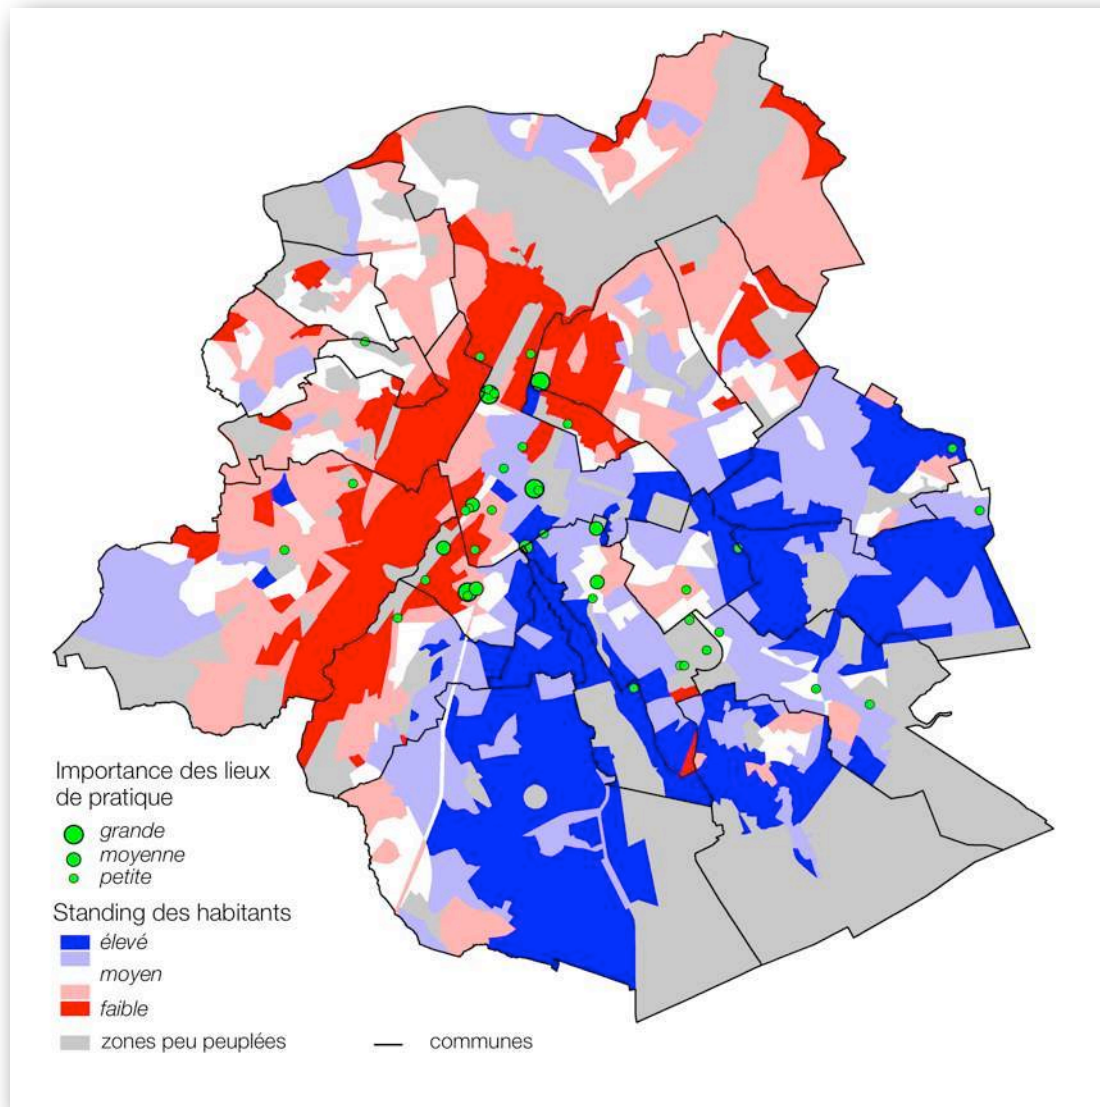 Importance des lieux
de pratique
grande
moyenne
petite
Standing des habitants
élevé
moyen
faible
zones peu peuplées
communes